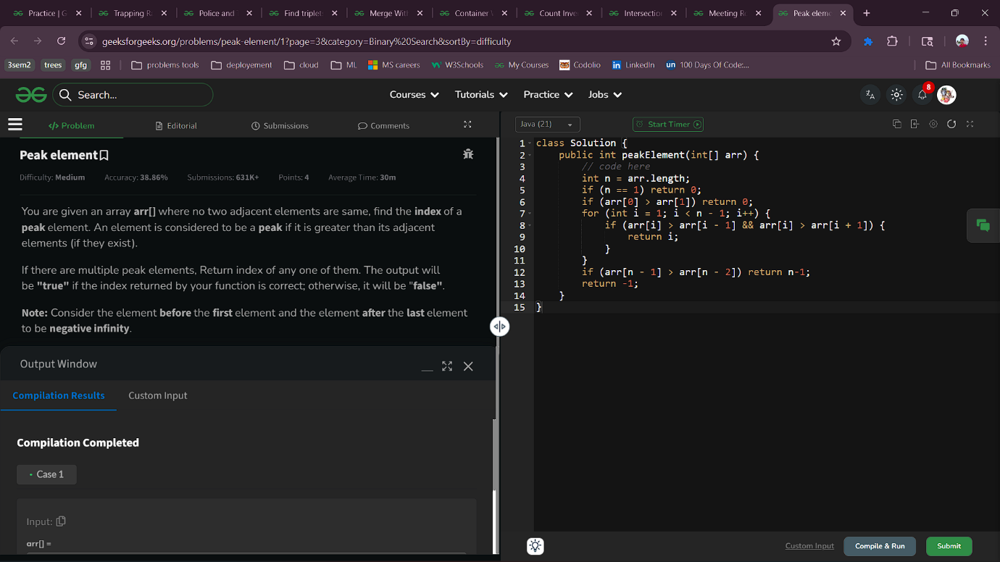 Practice | G
Trapping R
Police and
Find triplet
Merge With
Container
Count Inve
Intersection
Meeting Ro
Peak eleme
geeksforgeeks.org/problems/peak-element/1?page=3&category=Binary%20Search&sortBy=difficulty
3sem2
trees
gfg
problems tools
deployement
cloud
ML
MS careers
W3Schools
My Courses
Codolio
LinkedIn
100 Days Of Code:...
All Bookmarks
Search...
Courses
Tutorials
Practice
Jobs
8
</> Problem
Editorial
Submissions
Comments
Java (21)
Start Timer
Peak element
Difficulty: Medium
Accuracy: 38.86%
Submissions: 631K+
Points: 4
Average Time: 30m
You are given an array arr[] where no two adjacent elements are same, find the index of a
peak element. An element is considered to be a peak if it is greater than its adjacent
elements (if they exist).
If there are multiple peak elements, Return index of any one of them. The output will
be "true" if the index returned by your function is correct; otherwise, it will be "false".
Note: Consider the element before the first element and the element after the last element
to be negative infinity.
Output Window
Compilation Results
Custom Input
Compilation Completed
Case 1
Input:
arr[] =
1 class Solution {
2 public int peakElement(int[] arr) {
3 // code here
4 int n = arr.length;
5 if (n == 1) return 0;
6 if (arr[0] > arr[1]) return 0;
7 for (int i = 1; i < n - 1; i++) {
8 if (arr[i] > arr[i - 1] && arr[i] > arr[i + 1]) {
9 return i;
10 }
11 }
12 if (arr[n - 1] > arr[n - 2]) return n-1;
13 return -1;
14 }
15 }
Custom Input
Compile & Run
Submit